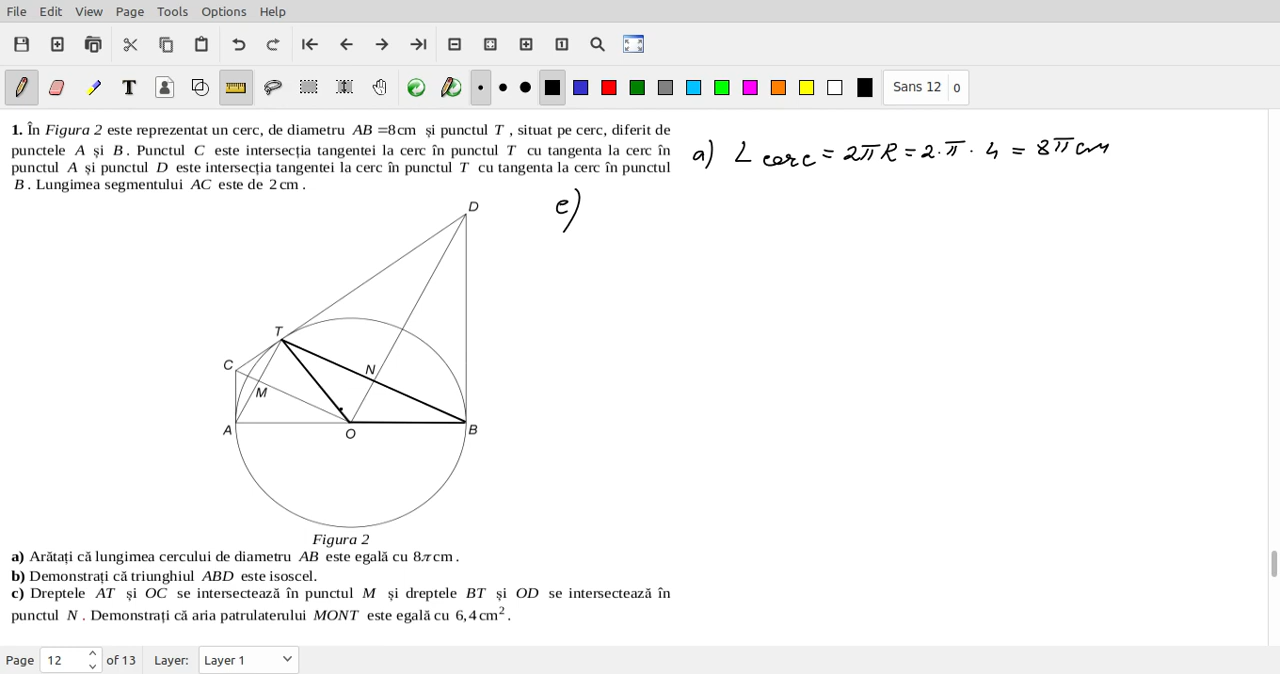 File Edit View Page Tools Options Help
T Sans 12 0
1. În Figura 2 este reprezentat un cerc, de diametru AB =8cm și punctul T , situat pe cerc, diferit de
punctele A și B . Punctul C este intersecția tangentei la cerc în punctul T cu tangenta la cerc în
punctul A și punctul D este intersecția tangentei la cerc în punctul T cu tangenta la cerc în punctul
B . Lungimea segmentului AC este de 2cm .
a) L cerc = 2πR = 2·π·4 = 8π cm
e)
D
T
C
N
M
A
O
B
Figura 2
a) Arătați că lungimea cercului de diametru AB este egală cu 8π cm .
b) Demonstrați că triunghiul ABD este isoscel.
c) Dreptele AT și OC se intersectează în punctul M și dreptele BT și OD se intersectează în
punctul N . Demonstrați că aria patrulaterului MONT este egală cu 6,4 cm² .
Page 12 of 13 Layer: Layer 1